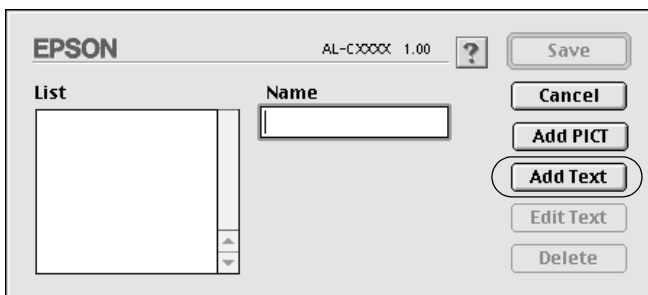 EPSON AL-CXXXX 1.00 ? Save
List Name Cancel
Add PICT
Add Text
Edit Text
Delete